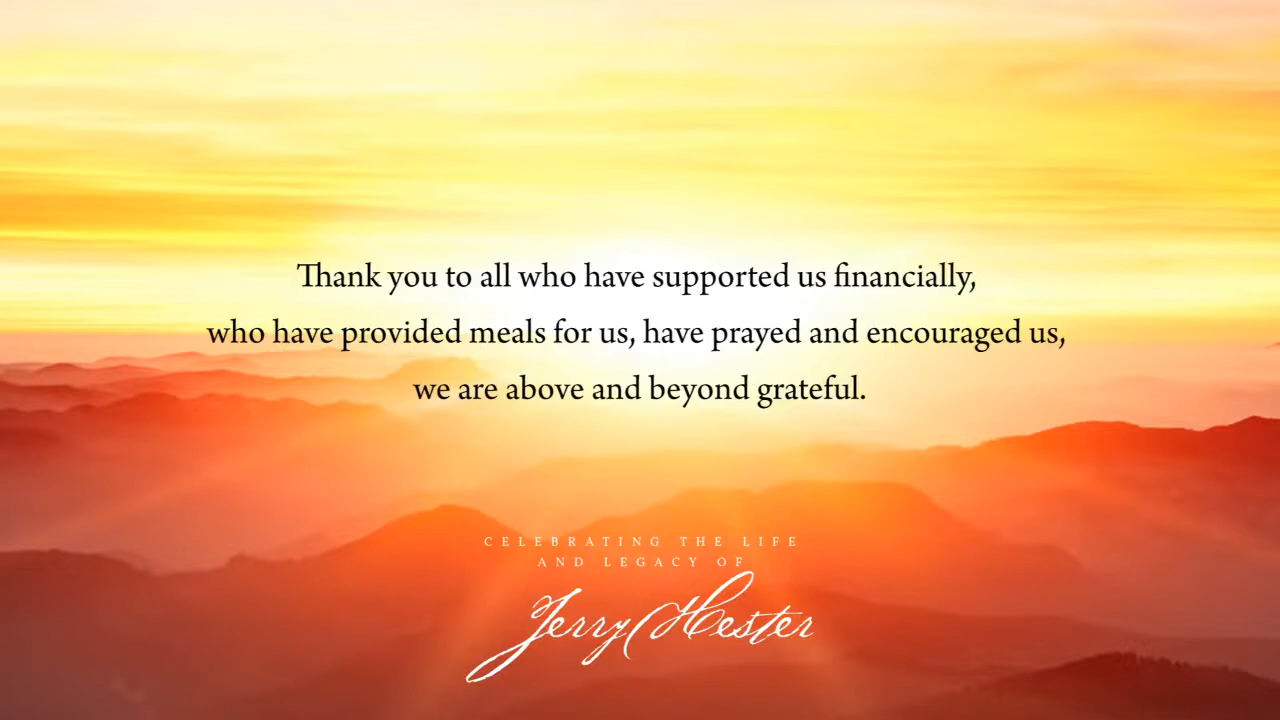 Thank you to all who have supported us financially,
who have provided meals for us, have prayed and encouraged us,
we are above and beyond grateful.
CELEBRATING THE LIFE
AND LEGACY OF
Jerry Hester